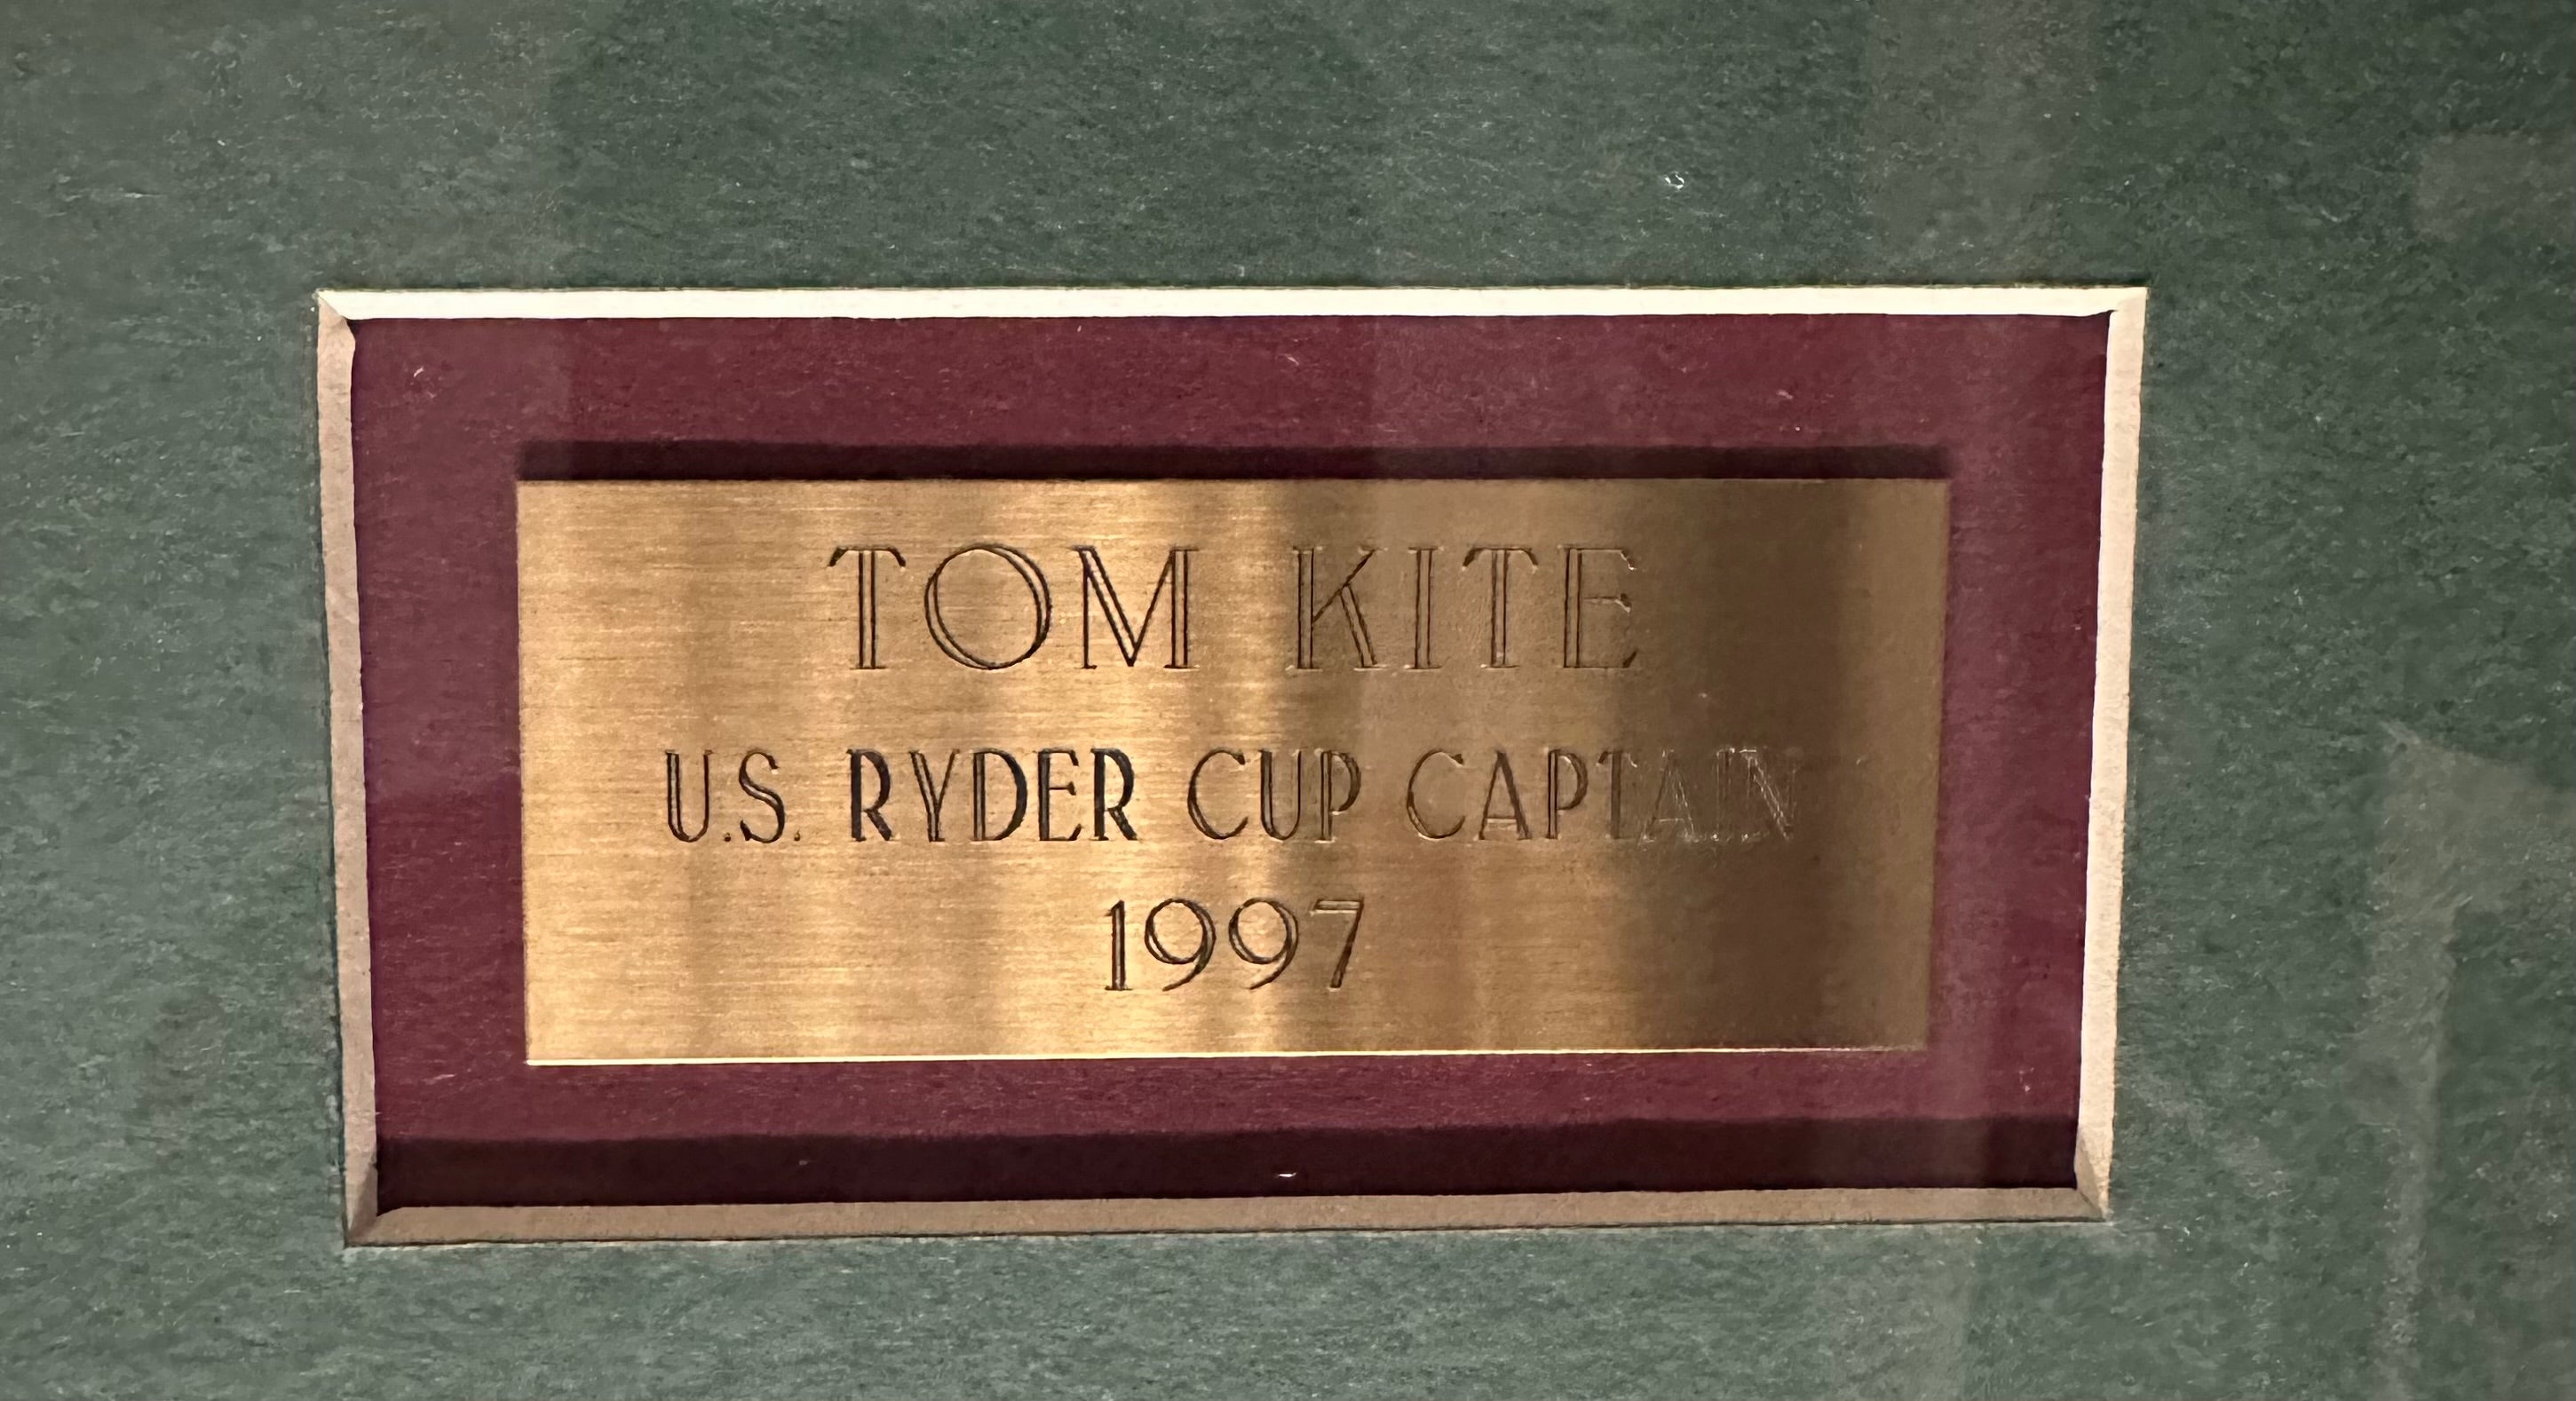 TOM KITE
U.S. RYDER CUP CAPTAIN
1997